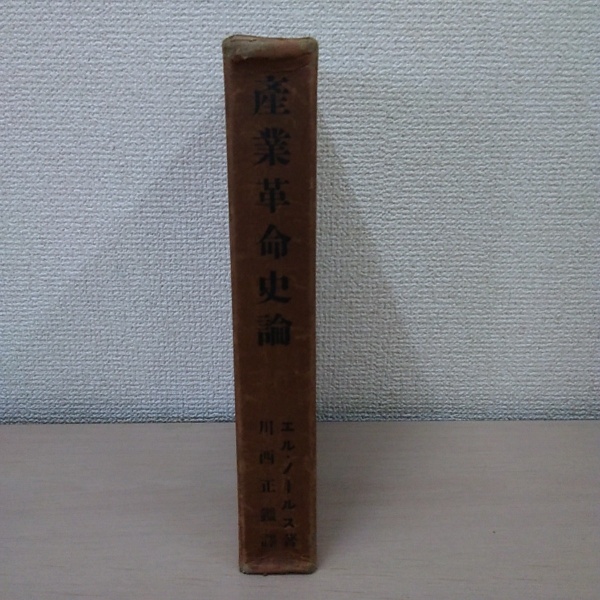 産業革命史論
エル・ノールス著
川西正鑑譯